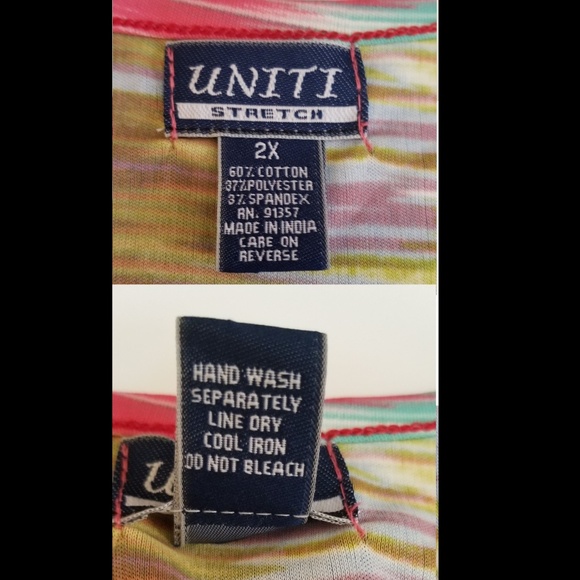 UNITI
STRETCH
2X
60% COTTON
37% POLYESTER
3% SPANDEX
RN. 91357
MADE IN INDIA
CARE ON
REVERSE
HAND WASH
SEPARATELY
LINE DRY
COOL IRON
DO NOT BLEACH
U